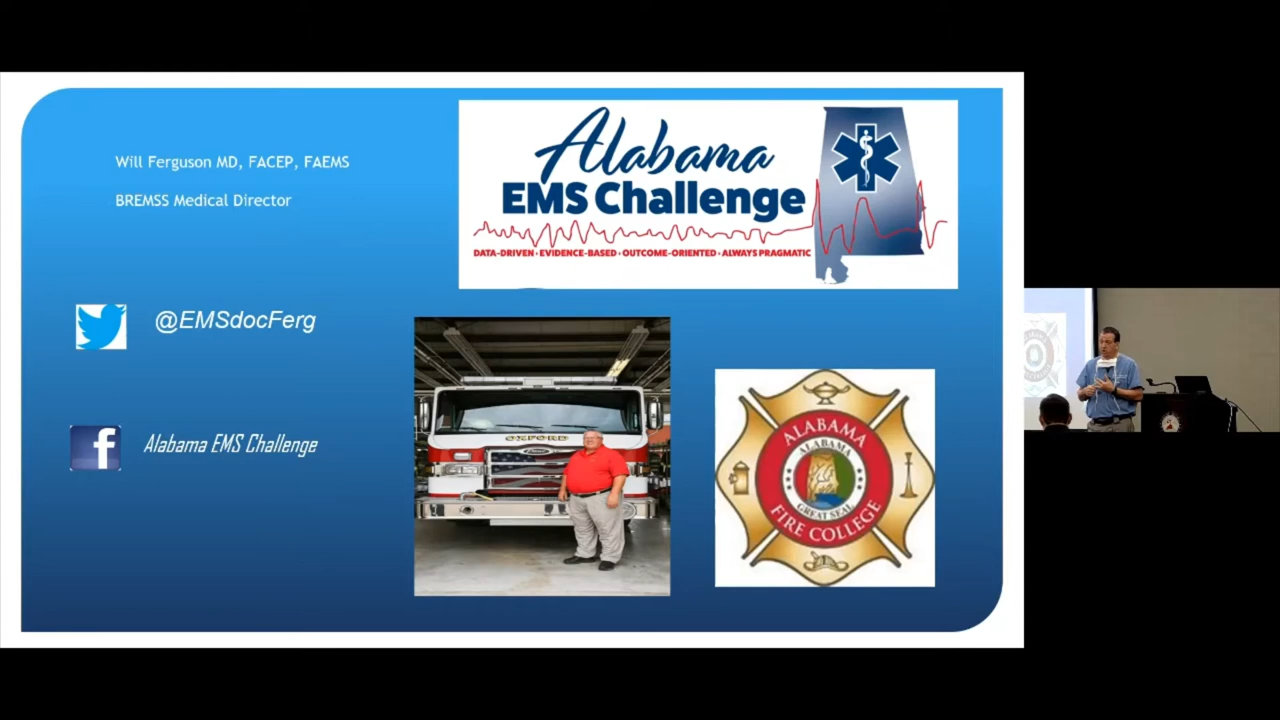 Will Ferguson MD, FACEP, FAEMS
BREMSS Medical Director
Alabama
EMS Challenge
DATA-DRIVEN · EVIDENCE-BASED · OUTCOME-ORIENTED · ALWAYS PRAGMATIC
@EMSdocFerg
f
Alabama EMS Challenge
OXFORD
ALABAMA
ALABAMA
GREAT SEAL
FIRE COLLEGE